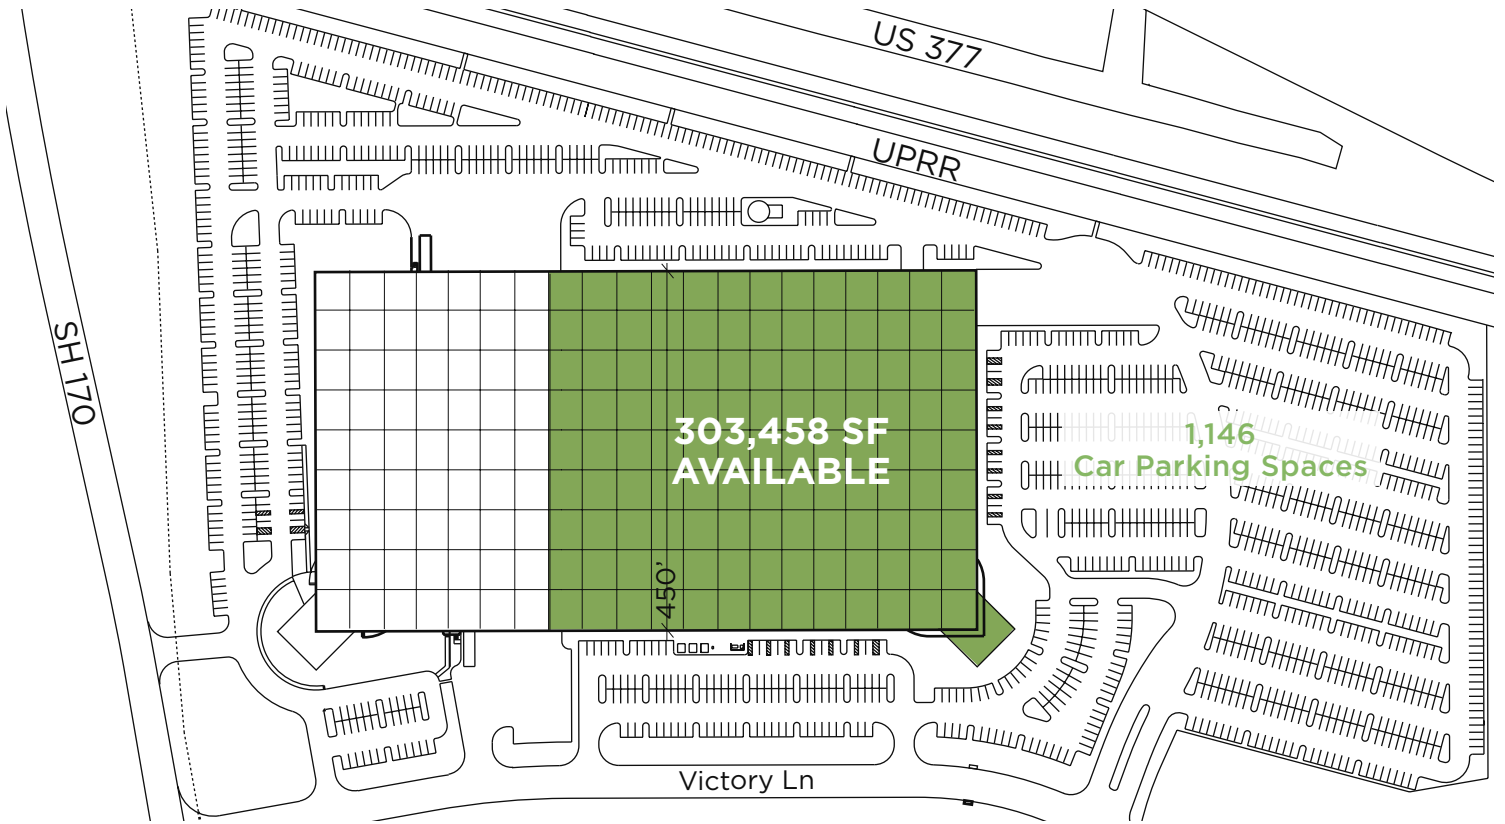 US 377
UPRR
SH 170
303,458 SF
AVAILABLE
1,146
Car Parking Spaces
450'
Victory Ln